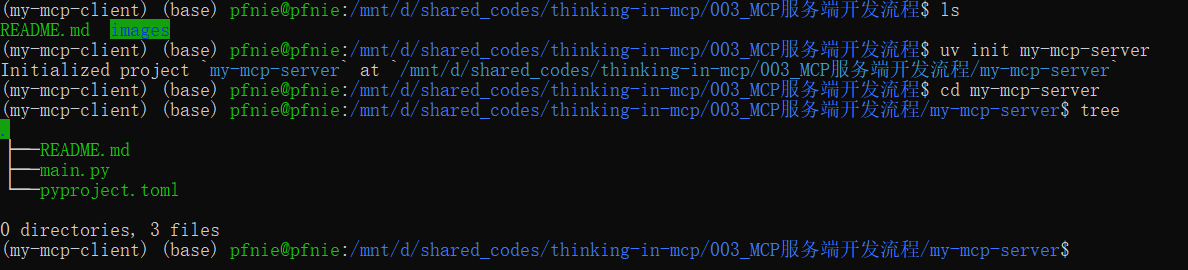 (my-mcp-client) (base) pfnie@pfnie:/mnt/d/shared_codes/thinking-in-mcp/003_MCP服务端开发流程$ ls
README.md  images
(my-mcp-client) (base) pfnie@pfnie:/mnt/d/shared_codes/thinking-in-mcp/003_MCP服务端开发流程$ uv init my-mcp-server
Initialized project `my-mcp-server` at `/mnt/d/shared_codes/thinking-in-mcp/003_MCP服务端开发流程/my-mcp-server`
(my-mcp-client) (base) pfnie@pfnie:/mnt/d/shared_codes/thinking-in-mcp/003_MCP服务端开发流程$ cd my-mcp-server
(my-mcp-client) (base) pfnie@pfnie:/mnt/d/shared_codes/thinking-in-mcp/003_MCP服务端开发流程/my-mcp-server$ tree
.
├──README.md
├──main.py
└──pyproject.toml
0 directories, 3 files
(my-mcp-client) (base) pfnie@pfnie:/mnt/d/shared_codes/thinking-in-mcp/003_MCP服务端开发流程/my-mcp-server$